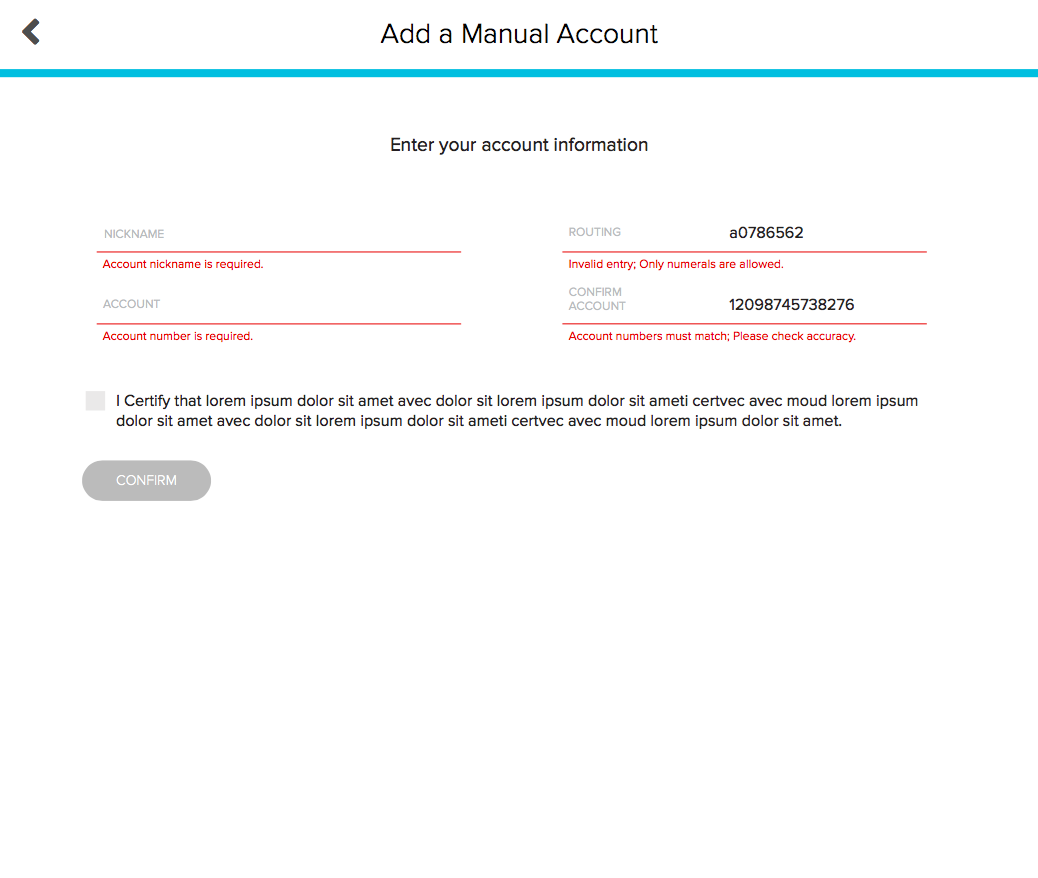 Add a Manual Account
Enter your account information
NICKNAME
Account nickname is required.
ROUTING a0786562
Invalid entry; Only numerals are allowed.
ACCOUNT
Account number is required.
CONFIRM
ACCOUNT 12098745738276
Account numbers must match; Please check accuracy.
I Certify that lorem ipsum dolor sit amet avec dolor sit lorem ipsum dolor sit ameti certvec avec moud lorem ipsum
dolor sit amet avec dolor sit lorem ipsum dolor sit ameti certvec avec moud lorem ipsum dolor sit amet.
CONFIRM